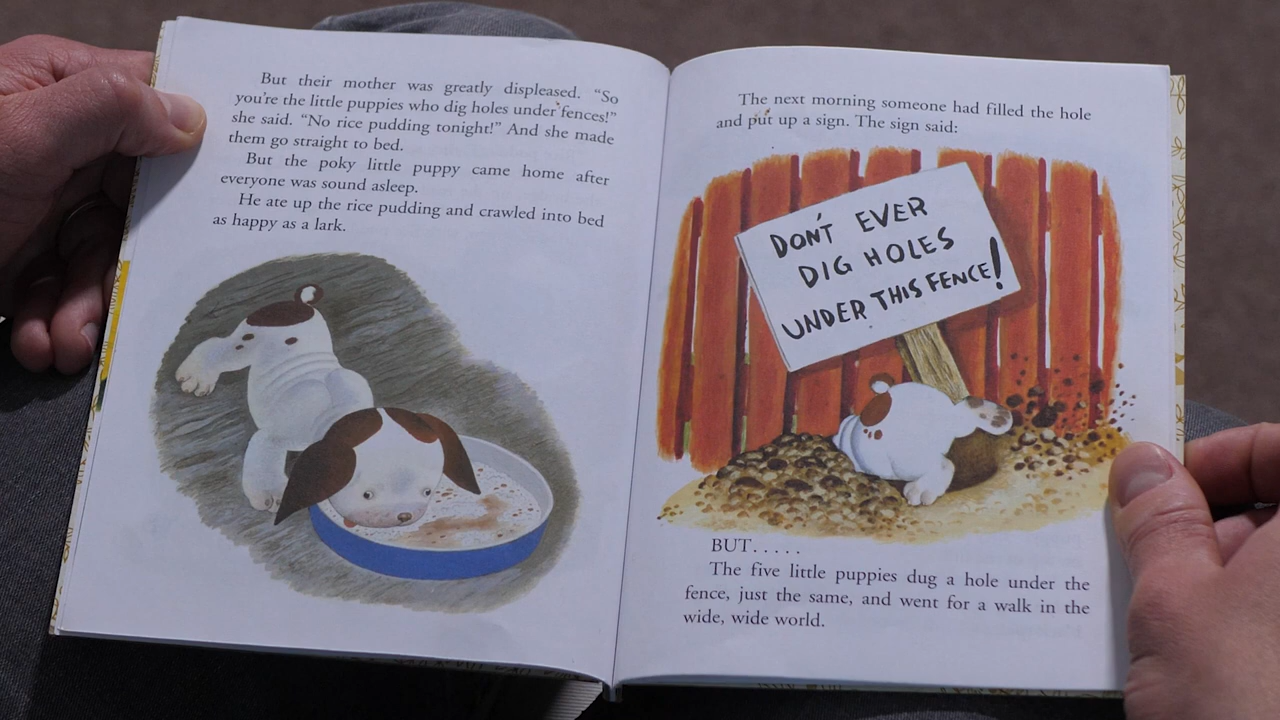 But their mother was greatly displeased. “So
you’re the little puppies who dig holes under fences!”
she said. “No rice pudding tonight!” And she made
them go straight to bed.
But the poky little puppy came home after
everyone was sound asleep.
He ate up the rice pudding and crawled into bed
as happy as a lark.
The next morning someone had filled the hole
and put up a sign. The sign said:
DON'T EVER
DIG HOLES
UNDER THIS FENCE!
BUT.....
The five little puppies dug a hole under the
fence, just the same, and went for a walk in the
wide, wide world.